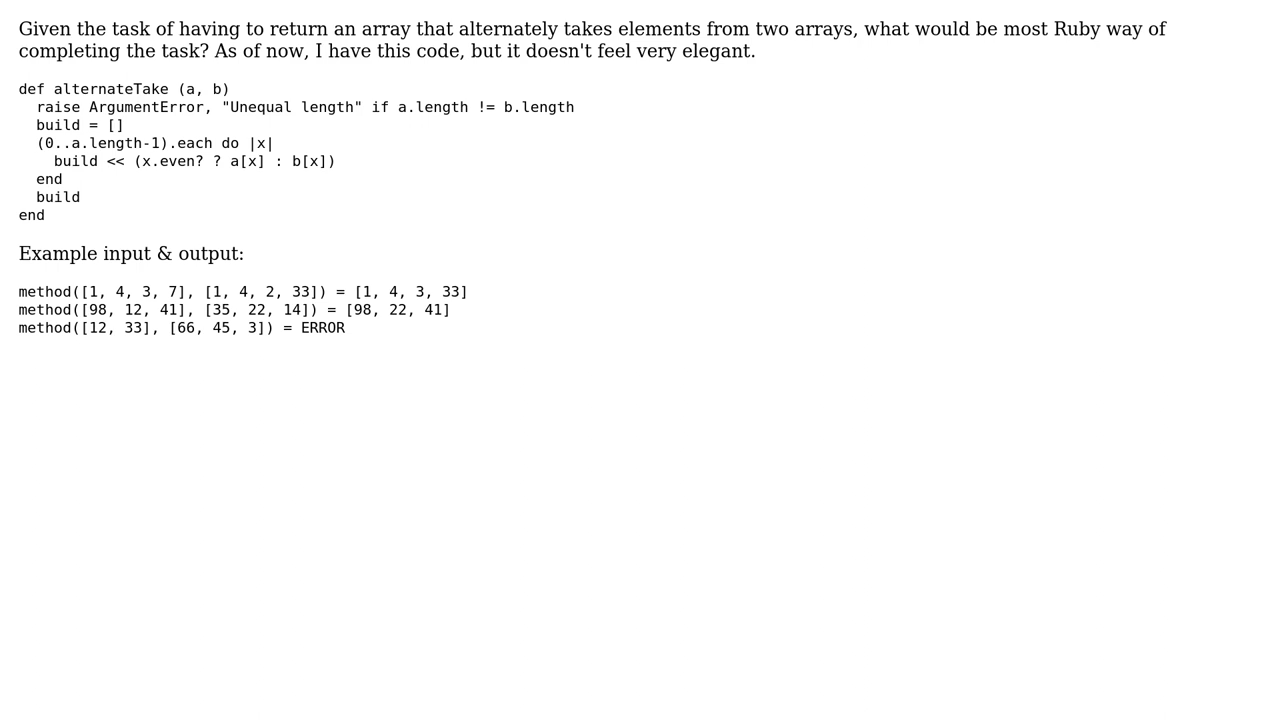 Given the task of having to return an array that alternately takes elements from two arrays, what would be most Ruby way of
completing the task? As of now, I have this code, but it doesn't feel very elegant.
def alternateTake (a, b)
  raise ArgumentError, "Unequal length" if a.length != b.length
  build = []
  (0..a.length-1).each do |x|
    build << (x.even? ? a[x] : b[x])
  end
  build
end
Example input & output:
method([1, 4, 3, 7], [1, 4, 2, 33]) = [1, 4, 3, 33]
method([98, 12, 41], [35, 22, 14]) = [98, 22, 41]
method([12, 33], [66, 45, 3]) = ERROR